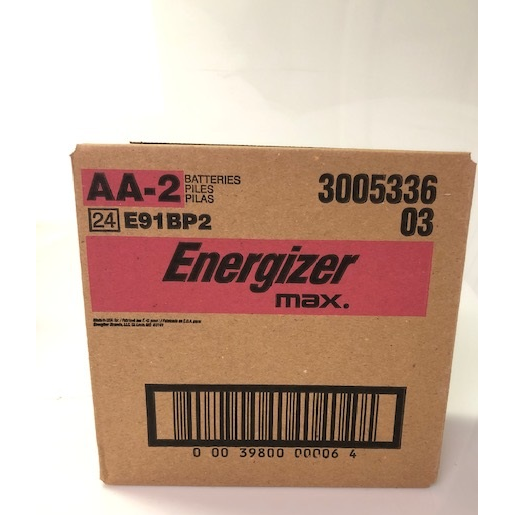 AA-2
BATTERIES
PILES
PILAS
3005336
24 E91BP2
03
Energizer
max.
0 00 39800 00006 4